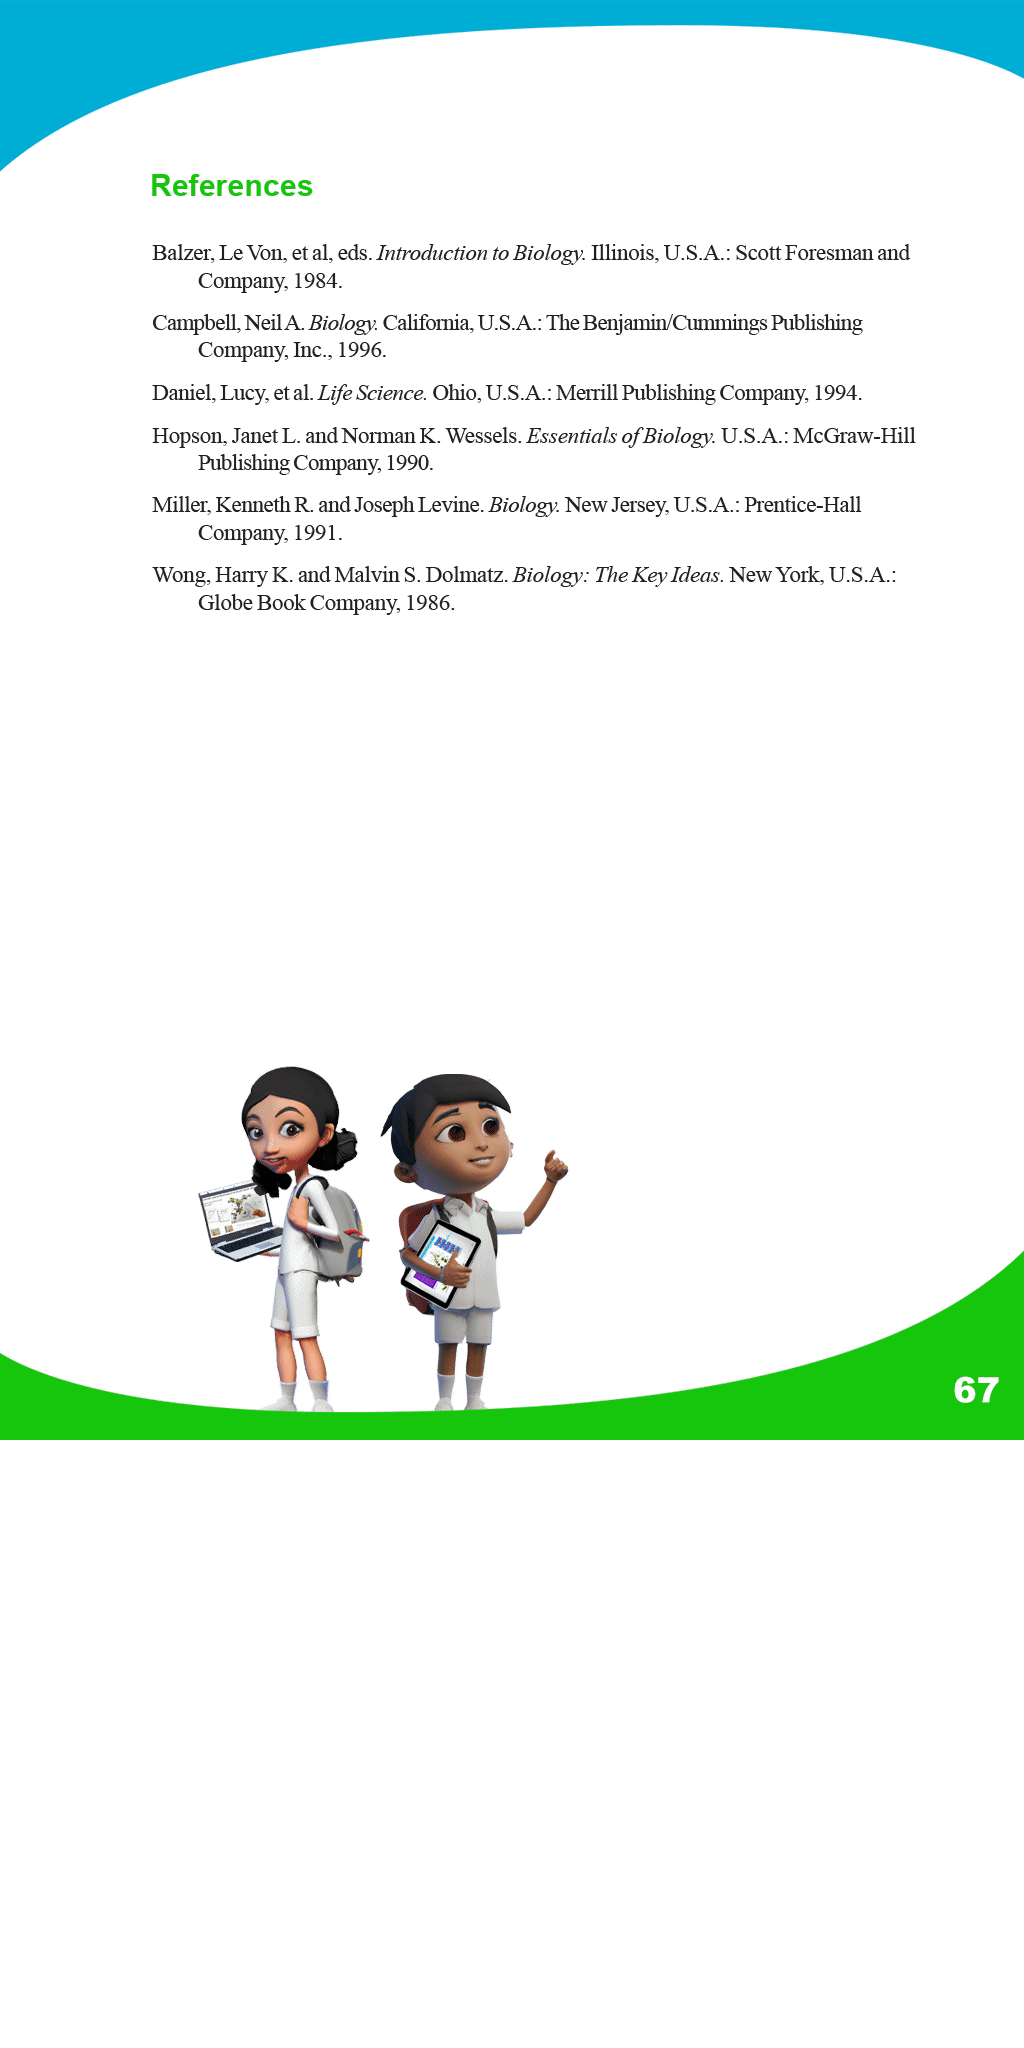 References
Balzer, Le Von, et al, eds. Introduction to Biology. Illinois, U.S.A.: Scott Foresman and
Company, 1984.
Campbell, Neil A. Biology. California, U.S.A.: The Benjamin/Cummings Publishing
Company, Inc., 1996.
Daniel, Lucy, et al. Life Science. Ohio, U.S.A.: Merrill Publishing Company, 1994.
Hopson, Janet L. and Norman K. Wessels. Essentials of Biology. U.S.A.: McGraw-Hill
Publishing Company, 1990.
Miller, Kenneth R. and Joseph Levine. Biology. New Jersey, U.S.A.: Prentice-Hall
Company, 1991.
Wong, Harry K. and Malvin S. Dolmatz. Biology: The Key Ideas. New York, U.S.A.:
Globe Book Company, 1986.
67